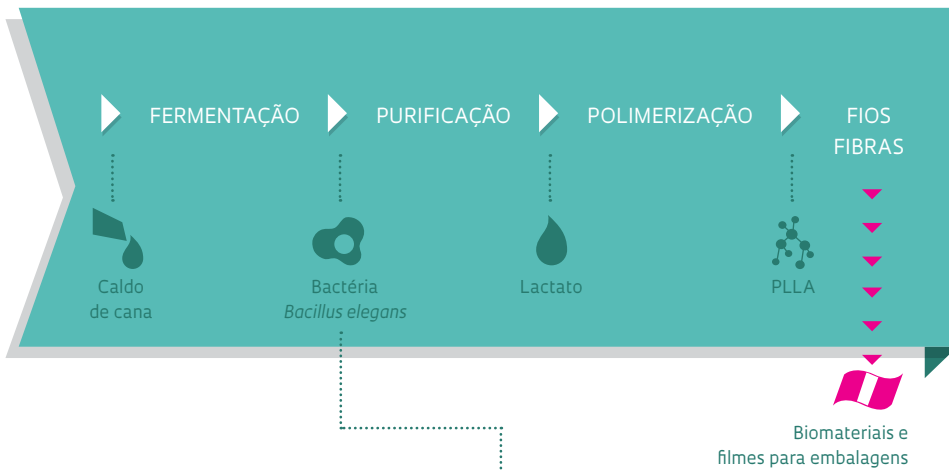 FERMENTAÇÃO
PURIFICAÇÃO
POLIMERIZAÇÃO
FIOS
FIBRAS
Caldo
de cana
Bactéria
Bacillus elegans
Lactato
PLLA
Biomateriais e
filmes para embalagens